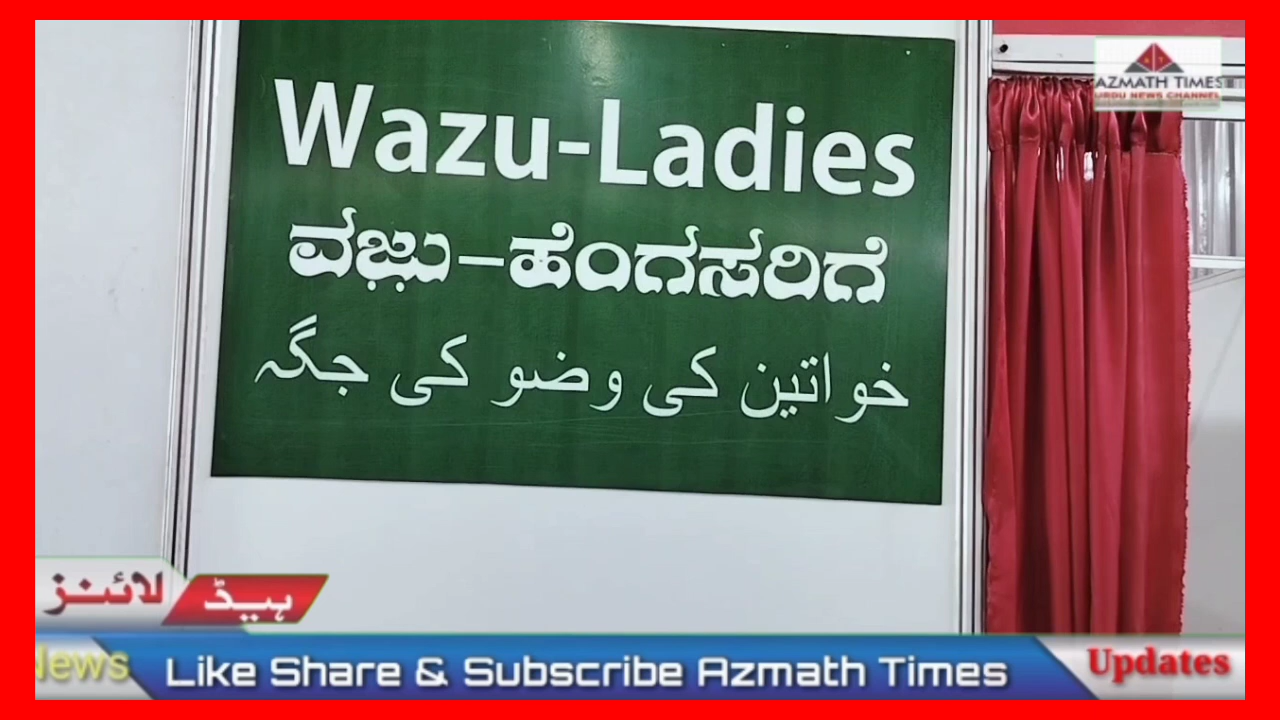 AZMATH TIMES
URDU NEWS CHANNEL
Wazu-Ladies
ವಜ಼ು-ಹೆಂಗಸರಿಗೆ
خواتین کی وضو کی جگہ
ہیڈ لائنز
News
Like Share & Subscribe Azmath Times
Updates